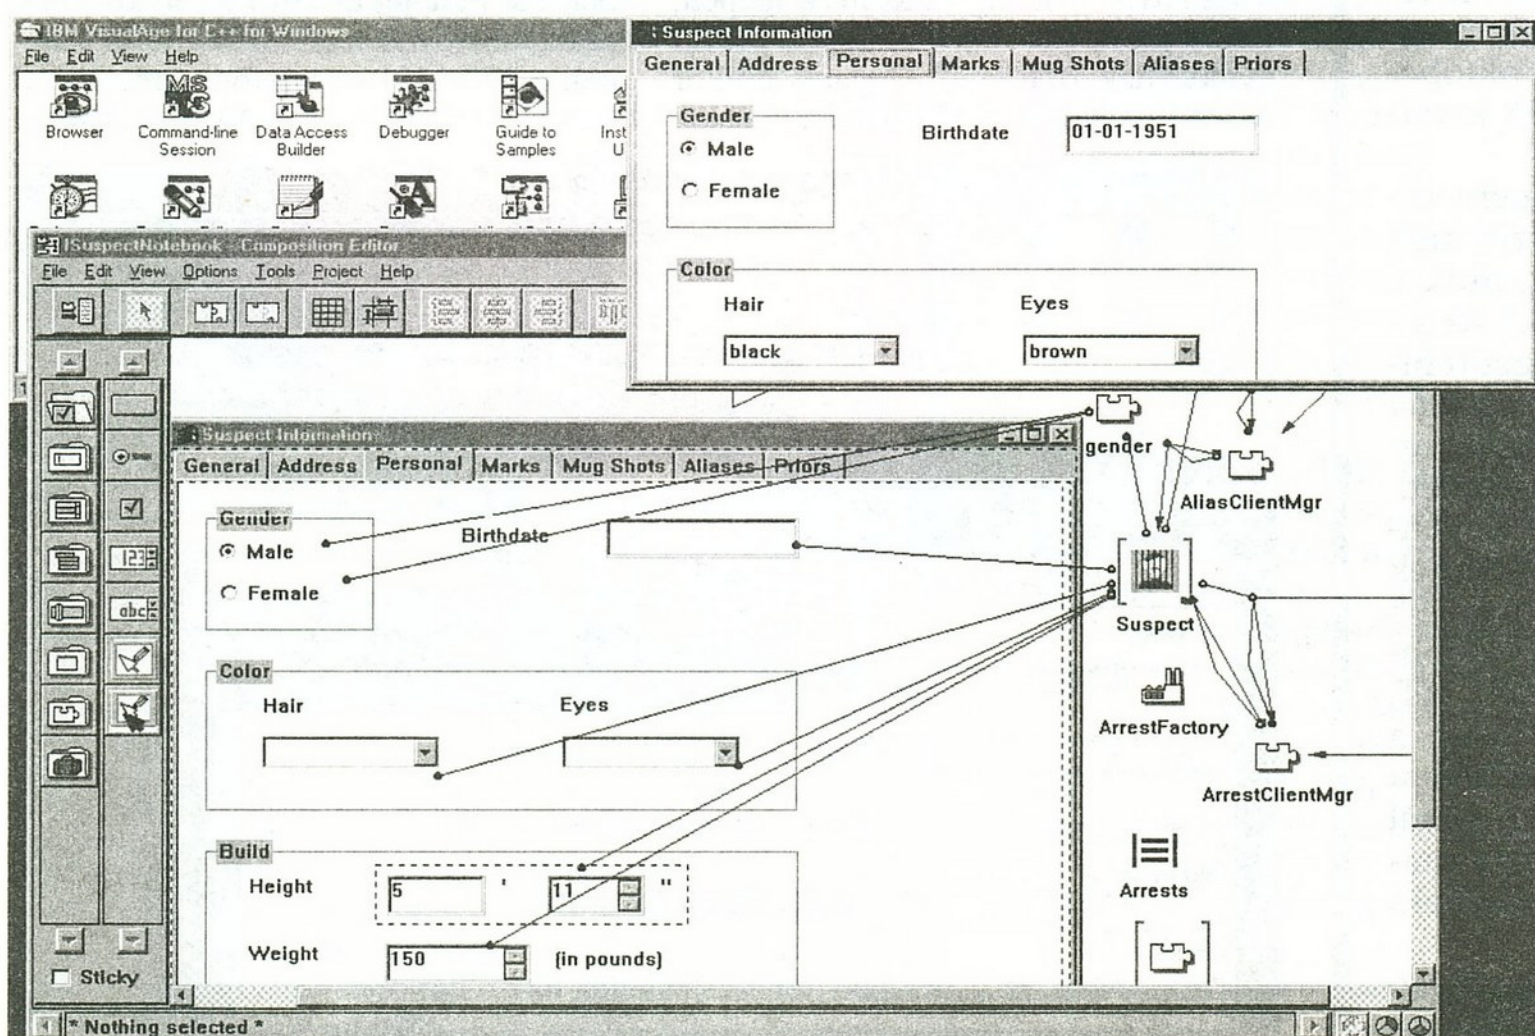 IBM VisualAge for C++ for Windows
File Edit View Help
Browser
Command-line Session
Data Access Builder
Debugger
Guide to Samples
Inst
U
: Suspect Information
General Address Personal Marks Mug Shots Aliases Priors
Gender
Male
Female
Birthdate 01-01-1951
Color
Hair Eyes
black brown
ISuspectNotebook - Composition Editor
File Edit View Options Tools Project Help
Suspect Information
General Address Personal Marks Mug Shots Aliases Priors
Gender
Male
Female
Birthdate
Color
Hair Eyes
Build
Height 5 ' 11 "
Weight 150 (in pounds)
123
abc
Sticky
gender
AliasClientMgr
Suspect
ArrestFactory
ArrestClientMgr
Arrests
* Nothing selected *